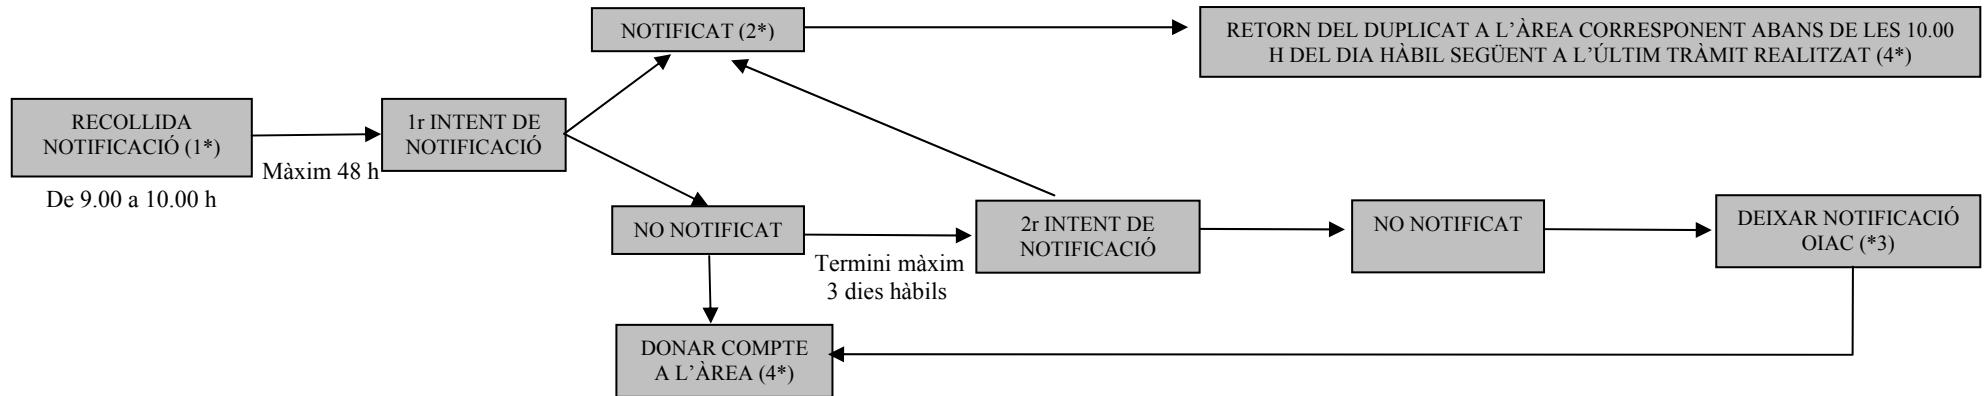 NOTIFICAT (2*)
RETORN DEL DUPLICAT A L’ÀREA CORRESPONENT ABANS DE LES 10.00
H DEL DIA HÀBIL SEGÜENT A L’ÚLTIM TRÀMIT REALITZAT (4*)
RECOLLIDA
NOTIFICACIÓ (1*)
De 9.00 a 10.00 h
Màxim 48 h
1r INTENT DE
NOTIFICACIÓ
NO NOTIFICAT
Termini màxim
3 dies hàbils
2r INTENT DE
NOTIFICACIÓ
NO NOTIFICAT
DEIXAR NOTIFICACIÓ
OIAC (*3)
DONAR COMPTE
A L’ÀREA (4*)